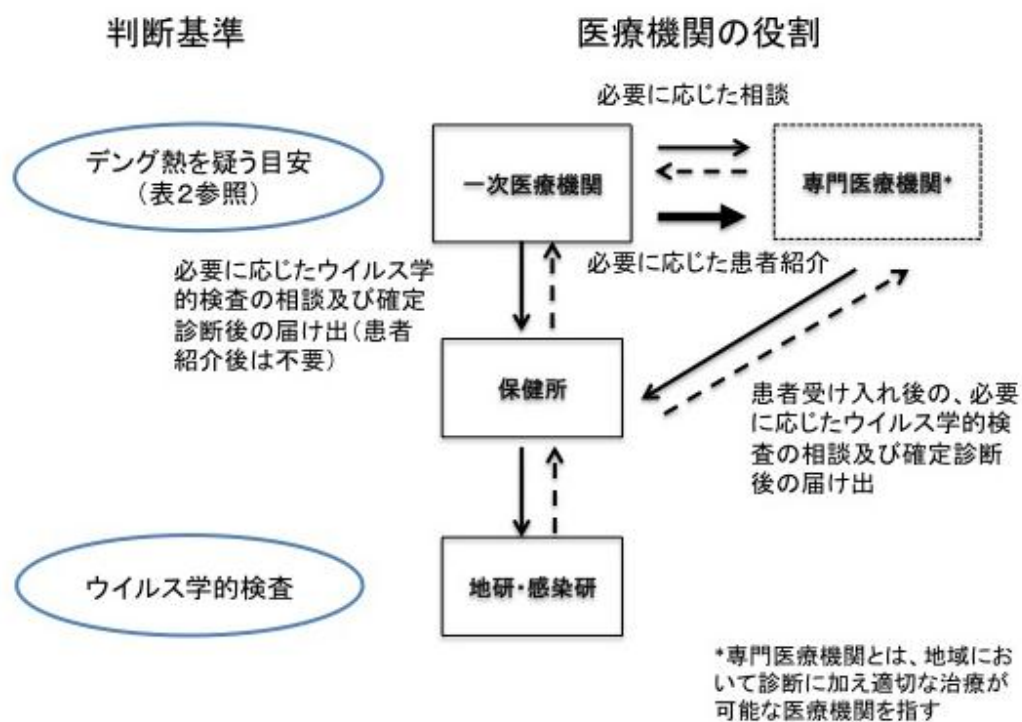 判断基準
医療機関の役割
必要に応じた相談
デング熱を疑う目安
(表2参照)
一次医療機関
専門医療機関*
必要に応じた患者紹介
必要に応じたウイルス学
的検査の相談及び確定
診断後の届け出(患者
紹介後は不要)
保健所
患者受け入れ後の、必要
に応じたウイルス学的検
査の相談及び確定診断
後の届け出
ウイルス学的検査
地研・感染研
*専門医療機関とは、地域にお
いて診断に加え適切な治療が
可能な医療機関を指す